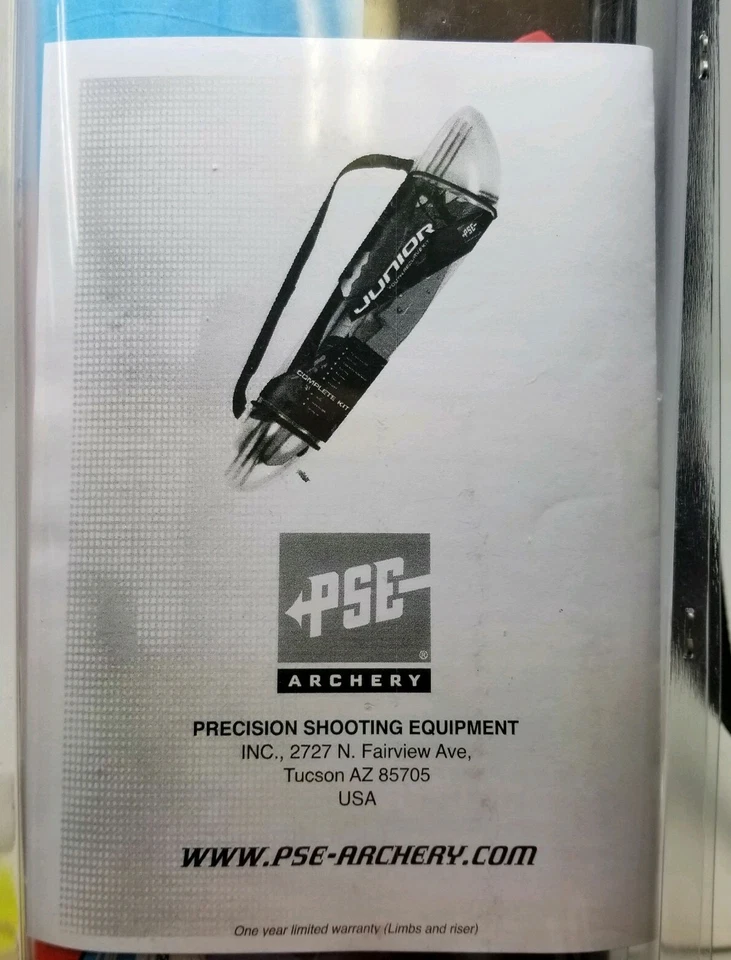 PSE
JUNIOR
COMPLETE KIT
PSE
®
ARCHERY
PRECISION SHOOTING EQUIPMENT
INC., 2727 N. Fairview Ave,
Tucson AZ 85705
USA
WWW.PSE-ARCHERY.COM
One year limited warranty (Limbs and riser)